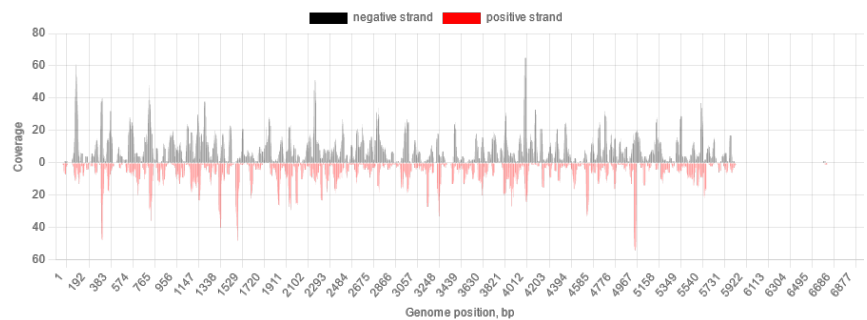 negative strand positive strand
80
60
40
20
0
20
40
60
Coverage
1 192 383 574 765 956 1147 1338 1529 1720 1911 2102 2293 2484 2675 2866 3057 3248 3439 3630 3821 4012 4203 4394 4585 4776 4967 5158 5349 5540 5731 5922 6113 6304 6495 6686 6877
Genome position, bp